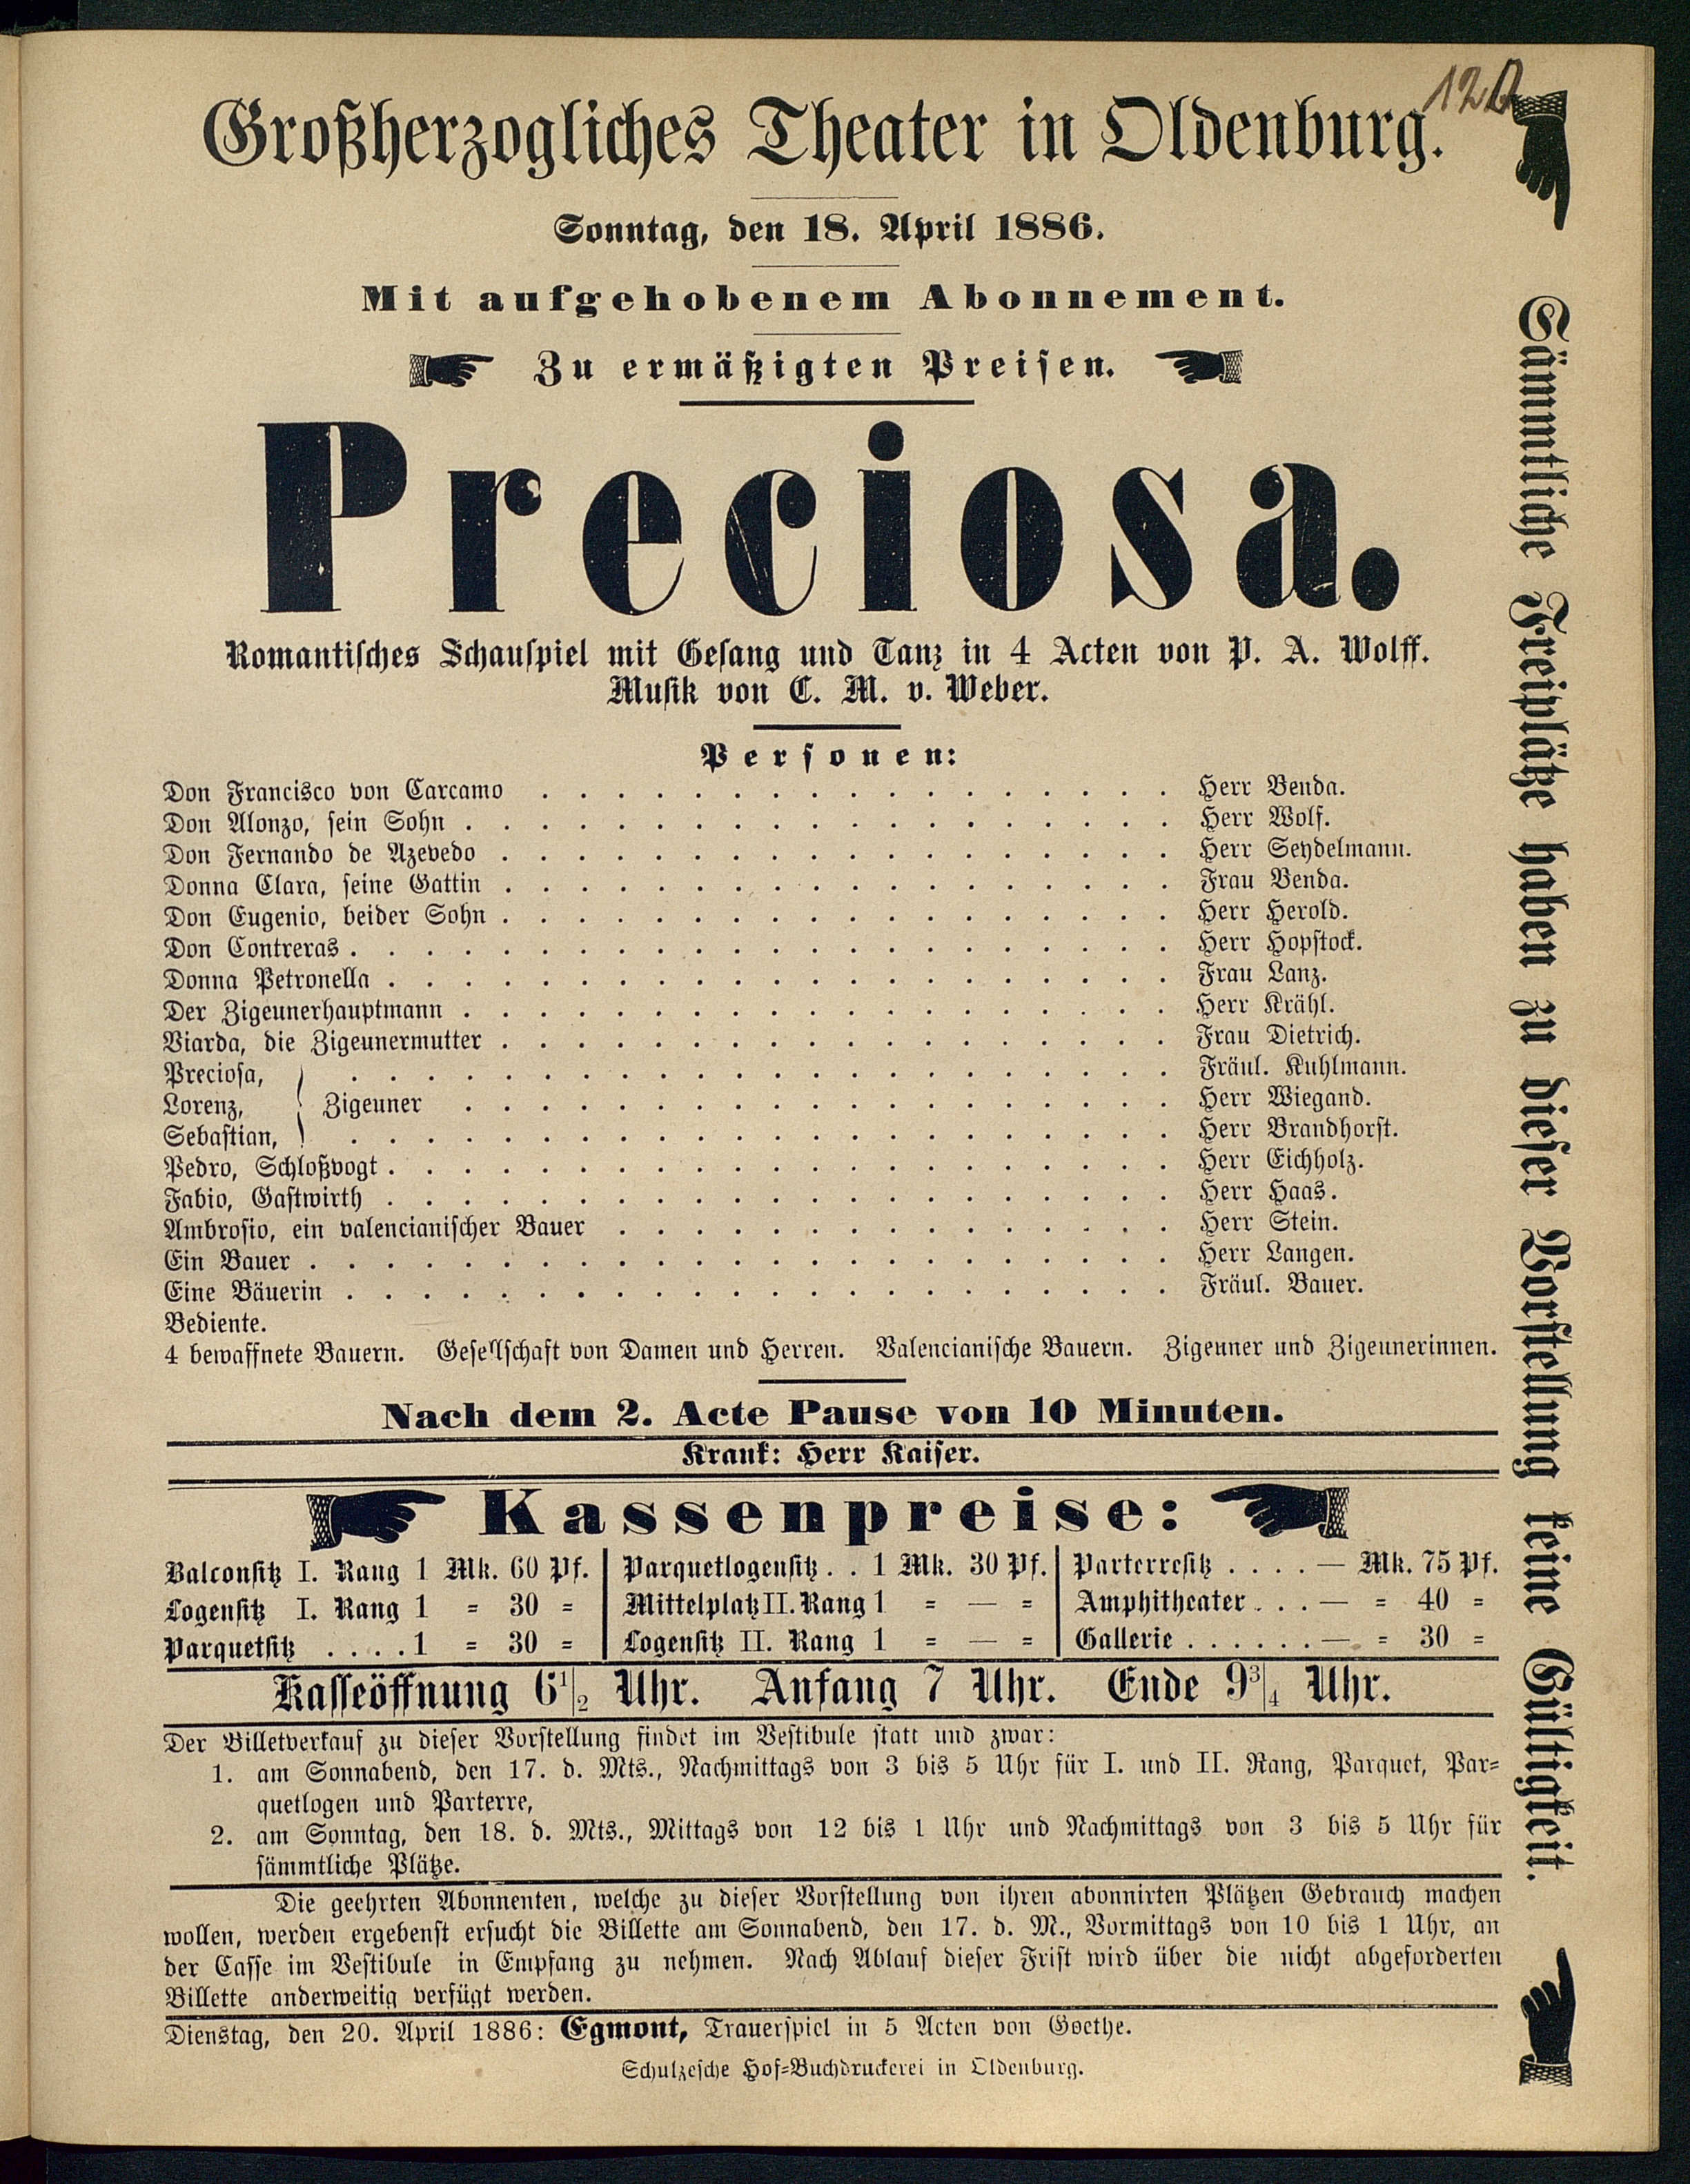 120
Großherzogliches Theater in Oldenburg.
Sonntag, den 18. April 1886.
Mit aufgehobenem Abonnement.
Zu ermäßigten Preisen.
Preciosa.
Romantisches Schauspiel mit Gesang und Tanz in 4 Acten von P. A. Wolff.
Musik von C. M. v. Weber.
Personen:
Don Francisco von Carcamo . . . . . . . . . . . . . . . . . Herr Benda.
Don Alonzo, sein Sohn . . . . . . . . . . . . . . . . . . . Herr Wolf.
Don Fernando de Azevedo . . . . . . . . . . . . . . . . . . Herr Seydelmann.
Donna Clara, seine Gattin . . . . . . . . . . . . . . . . . . Frau Benda.
Don Eugenio, beider Sohn . . . . . . . . . . . . . . . . . . Herr Herold.
Don Contreras . . . . . . . . . . . . . . . . . . . . . . Herr Hopstock.
Donna Petronella . . . . . . . . . . . . . . . . . . . . . Frau Lanz.
Der Zigeunerhauptmann . . . . . . . . . . . . . . . . . . . Herr Krähl.
Viarda, die Zigeunermutter . . . . . . . . . . . . . . . . . . Frau Dietrich.
Preciosa, . . . . . . . . . . . . . . . . . . . . . . Fräul. Kuhlmann.
Lorenz, } Zigeuner . . . . . . . . . . . . . . . . . . . Herr Wiegand.
Sebastian, . . . . . . . . . . . . . . . . . . . . . . Herr Brandhorst.
Pedro, Schloßvogt . . . . . . . . . . . . . . . . . . . . . Herr Eichholz.
Fabio, Gastwirth . . . . . . . . . . . . . . . . . . . . . Herr Haas.
Ambrosio, ein valencianischer Bauer . . . . . . . . . . . . . . . Herr Stein.
Ein Bauer . . . . . . . . . . . . . . . . . . . . . . . Herr Langen.
Eine Bäuerin . . . . . . . . . . . . . . . . . . . . . . Fräul. Bauer.
Bediente.
4 bewaffnete Bauern. Gesellschaft von Damen und Herren. Valencianische Bauern. Zigeuner und Zigeunerinnen.
Nach dem 2. Acte Pause von 10 Minuten.
Krank: Herr Kaiser.
Kassenpreise:
Balconsitz I. Rang 1 Mk. 60 Pf. | Parquetlogensitz . . 1 Mk. 30 Pf. | Parterresitz . . . . — Mk. 75 Pf.
Logensitz I. Rang 1 = 30 = | Mittelplatz II. Rang 1 = — = | Amphitheater . . . — = 40 =
Parquetsitz . . . . 1 = 30 = | Logensitz II. Rang 1 = — = | Gallerie . . . . . . — = 30 =
Kasseöffnung 6 1/2 Uhr. Anfang 7 Uhr. Ende 9 3/4 Uhr.
Der Billetverkauf zu dieser Vorstellung findet im Vestibule statt und zwar:
1. am Sonnabend, den 17. d. Mts., Nachmittags von 3 bis 5 Uhr für I. und II. Rang, Parquet, Par=
quetlogen und Parterre,
2. am Sonntag, den 18. d. Mts., Mittags von 12 bis 1 Uhr und Nachmittags von 3 bis 5 Uhr für
sämmtliche Plätze.
Die geehrten Abonnenten, welche zu dieser Vorstellung von ihren abonnirten Plätzen Gebrauch machen
wollen, werden ergebenst ersucht die Billette am Sonnabend, den 17. d. M., Vormittags von 10 bis 1 Uhr, an
der Casse im Vestibule in Empfang zu nehmen. Nach Ablauf dieser Frist wird über die nicht abgeforderten
Billette anderweitig verfügt werden.
Dienstag, den 20. April 1886: Egmont, Trauerspiel in 5 Acten von Goethe.
Schulzesche Hof=Buchdruckerei in Oldenburg.
Sämmtliche Freiplätze haben zu dieser Vorstellung keine Gültigkeit.